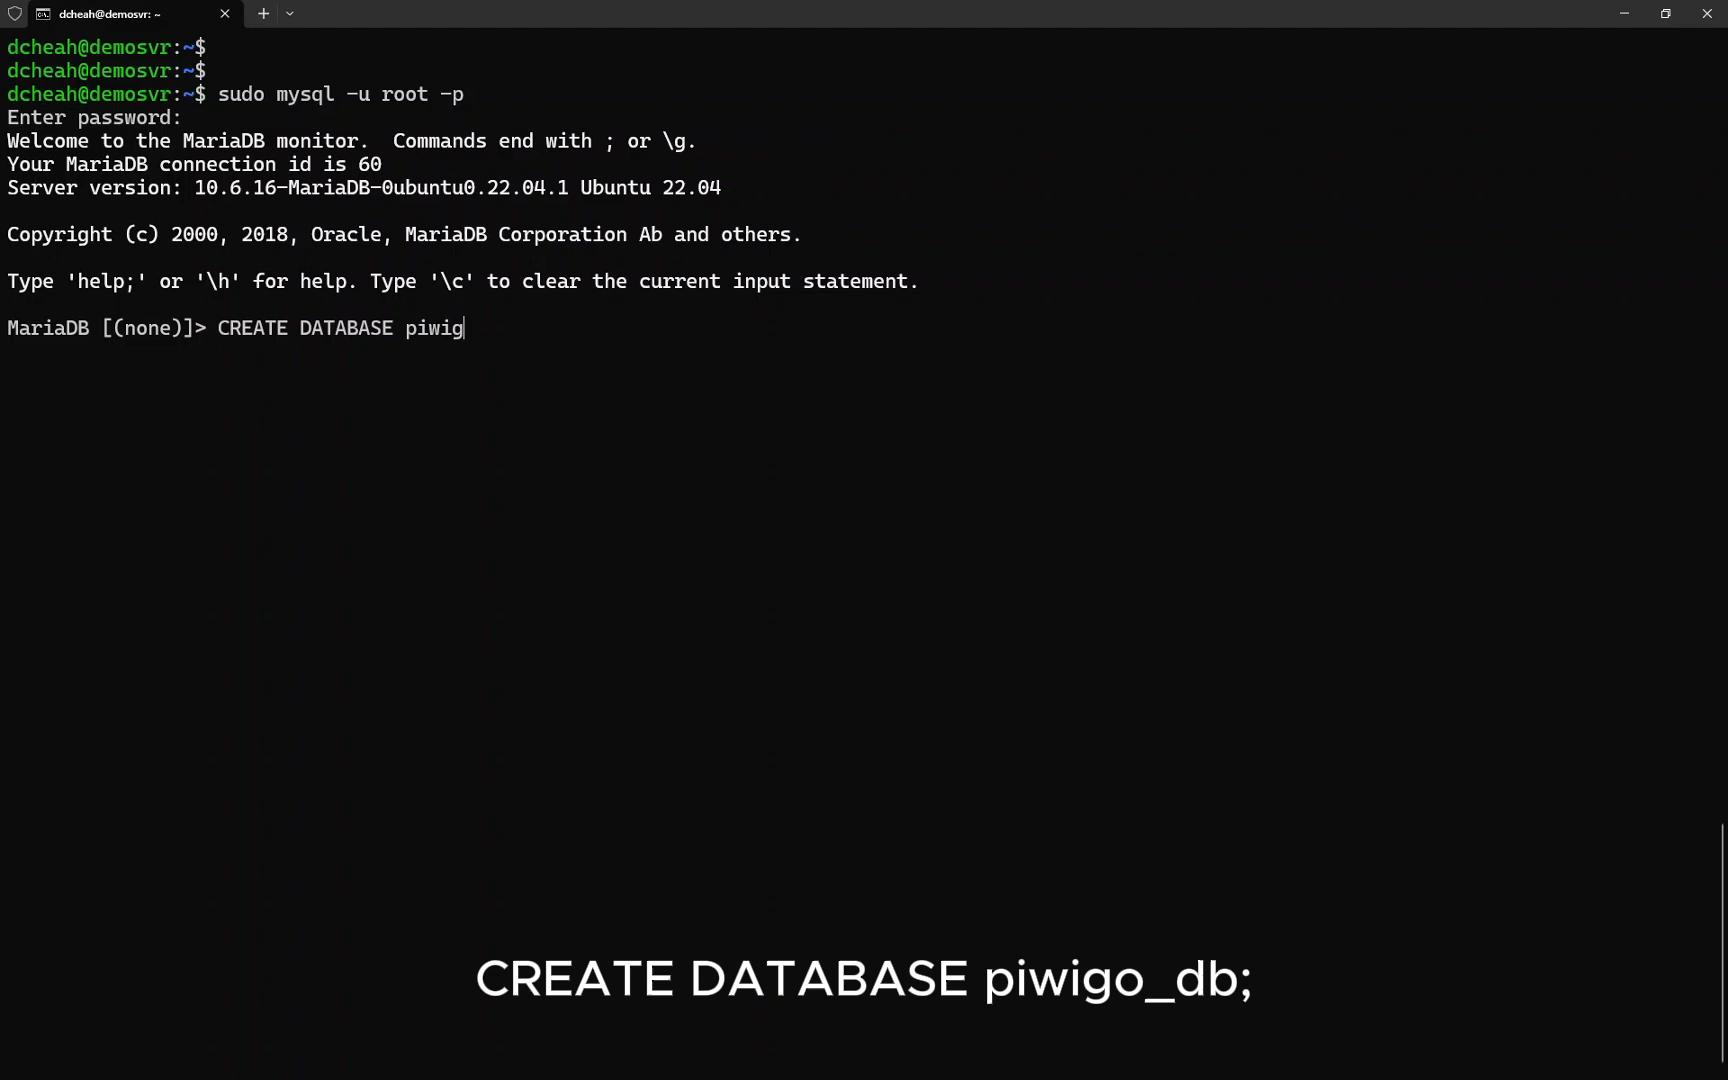 dcheah@demosvr: ~
dcheah@demosvr:~$
dcheah@demosvr:~$
dcheah@demosvr:~$ sudo mysql -u root -p
Enter password:
Welcome to the MariaDB monitor.  Commands end with ; or \g.
Your MariaDB connection id is 60
Server version: 10.6.16-MariaDB-0ubuntu0.22.04.1 Ubuntu 22.04
Copyright (c) 2000, 2018, Oracle, MariaDB Corporation Ab and others.
Type 'help;' or '\h' for help. Type '\c' to clear the current input statement.
MariaDB [(none)]> CREATE DATABASE piwig
CREATE DATABASE piwigo_db;